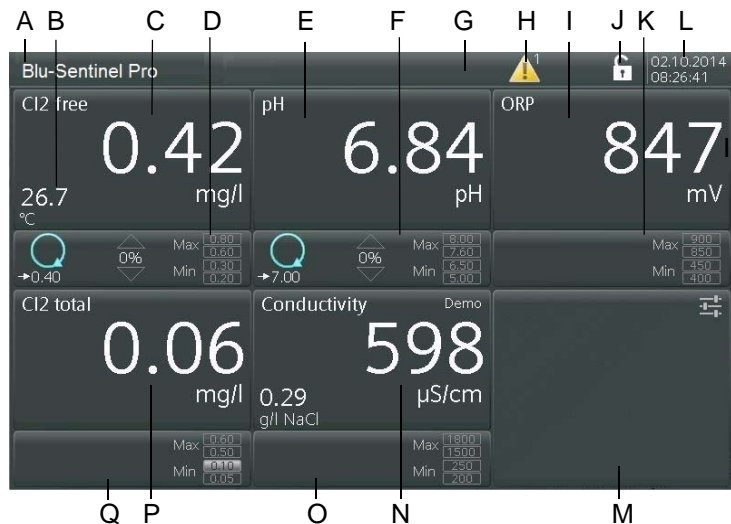 A B C D E F G H I J K L
Blu-Sentinel Pro 1 02.10.2014
08:26:41
Cl2 free pH ORP
0.42 6.84 847
26.7 mg/l pH mV
°C
Max 0.80 Max 8.00 Max 900
0% 0.60 0% 7.60 850
Min 0.30 Min 6.50 Min 450
→0.40 0.20 →7.00 5.00 400
Cl2 total Conductivity Demo
0.06 598
mg/l 0.29 µS/cm
g/l NaCl
Max 0.60 Max 1800
0.50 1500
Min 0.10 Min 250
0.05 200
Q P O N M